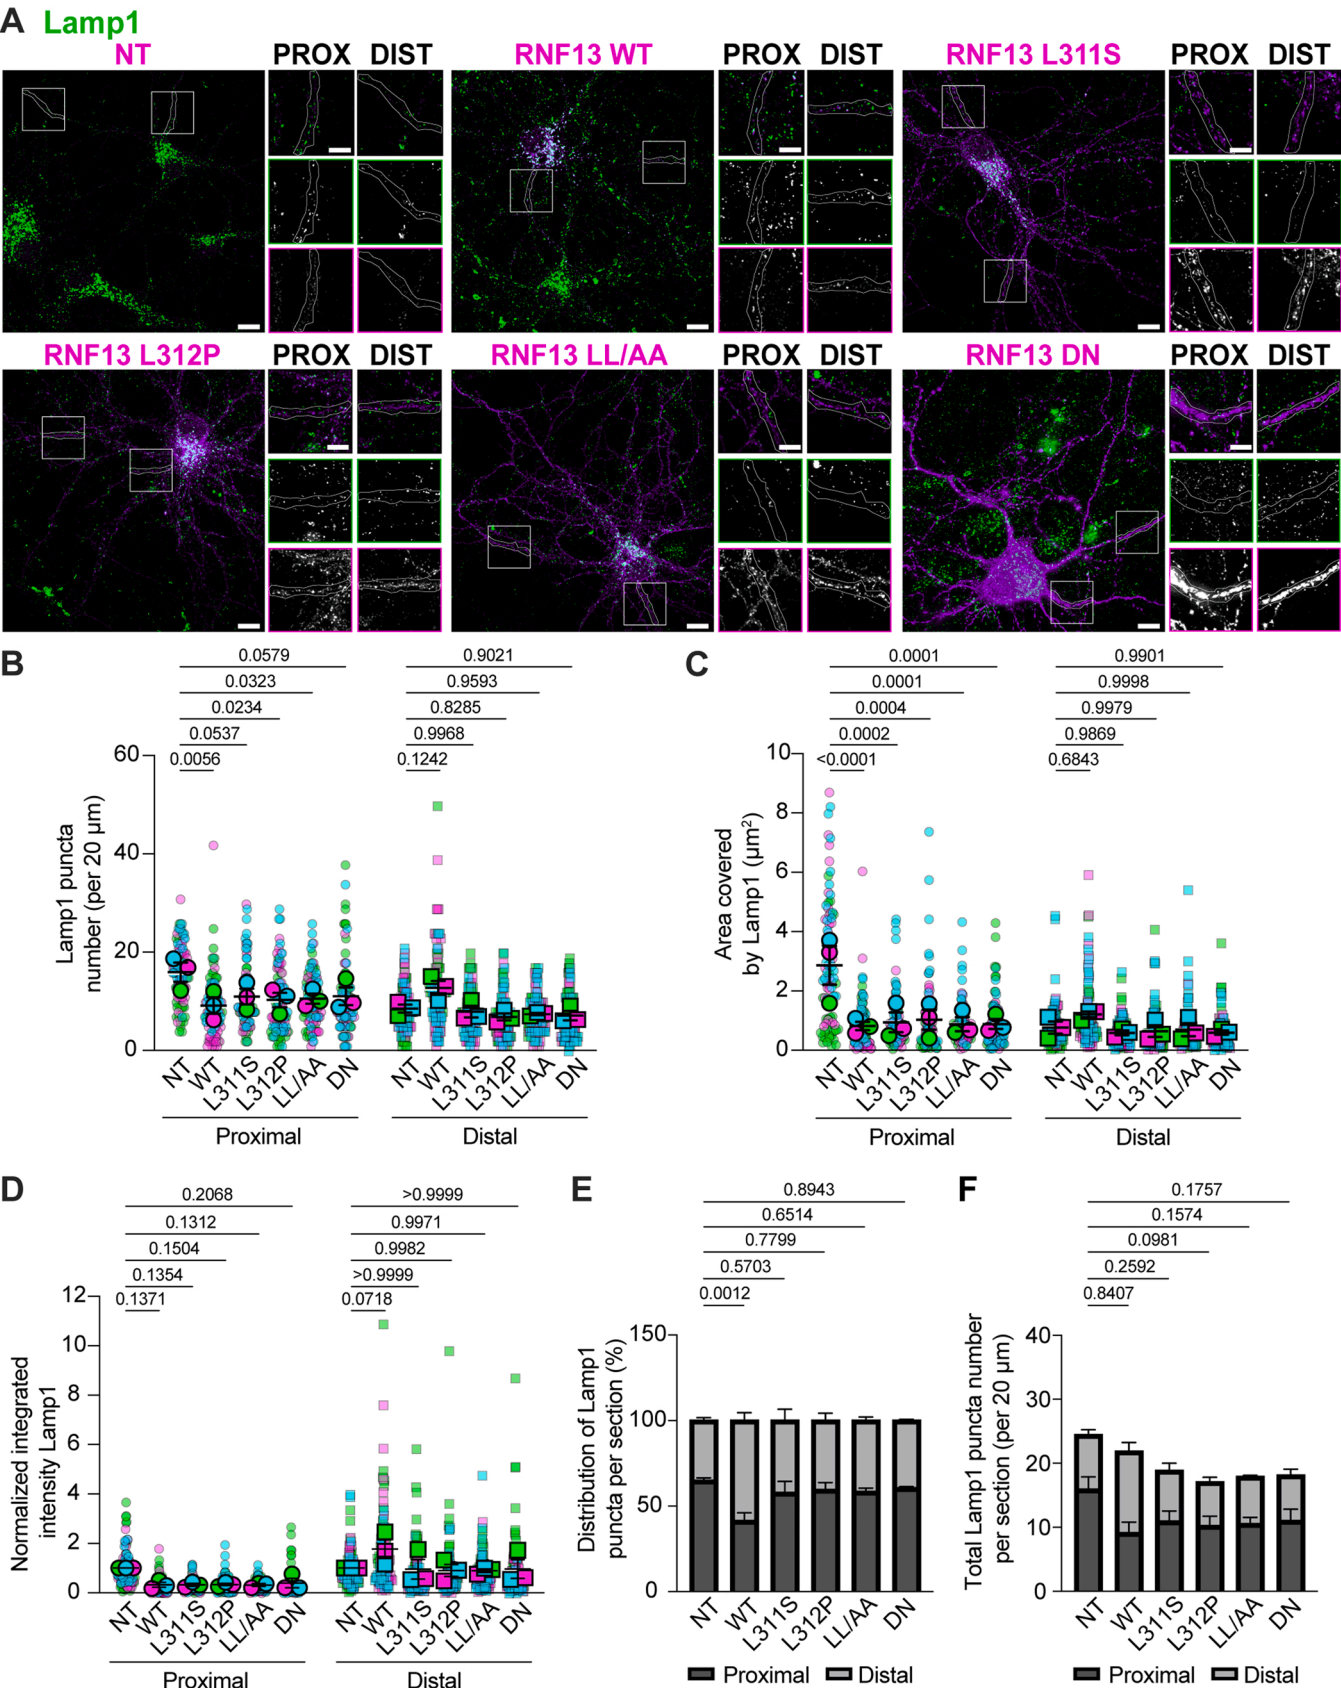 A Lamp1
NT PROX DIST RNF13 WT PROX DIST RNF13 L311S PROX DIST
RNF13 L312P PROX DIST RNF13 LL/AA PROX DIST RNF13 DN PROX DIST
B
0.0579
0.0323
0.0234
0.0537
0.0056
0.9021
0.9593
0.8285
0.9968
0.1242
Lamp1 puncta
number (per 20 μm)
60
40
20
0
NT WT L311S L312P LL/AA DN NT WT L311S L312P LL/AA DN
Proximal Distal
C
0.0001
0.0001
0.0004
0.0002
<0.0001
0.9901
0.9998
0.9979
0.9869
0.6843
Area covered
by Lamp1 (μm²)
10
8
6
4
2
0
NT WT L311S L312P LL/AA DN NT WT L311S L312P LL/AA DN
Proximal Distal
D
0.2068
0.1312
0.1504
0.1354
0.1371
>0.9999
0.9971
0.9982
>0.9999
0.0718
Normalized integrated
intensity Lamp1
12
10
8
6
4
2
0
NT WT L311S L312P LL/AA DN NT WT L311S L312P LL/AA DN
Proximal Distal
E
0.8943
0.6514
0.7799
0.5703
0.0012
Distribution of Lamp1
puncta per section (%)
150
100
50
0
NT WT L311S L312P LL/AA DN
Proximal Distal
F
0.1757
0.1574
0.0981
0.2592
0.8407
Total Lamp1 puncta number
per section (per 20 μm)
40
30
20
10
0
NT WT L311S L312P LL/AA DN
Proximal Distal